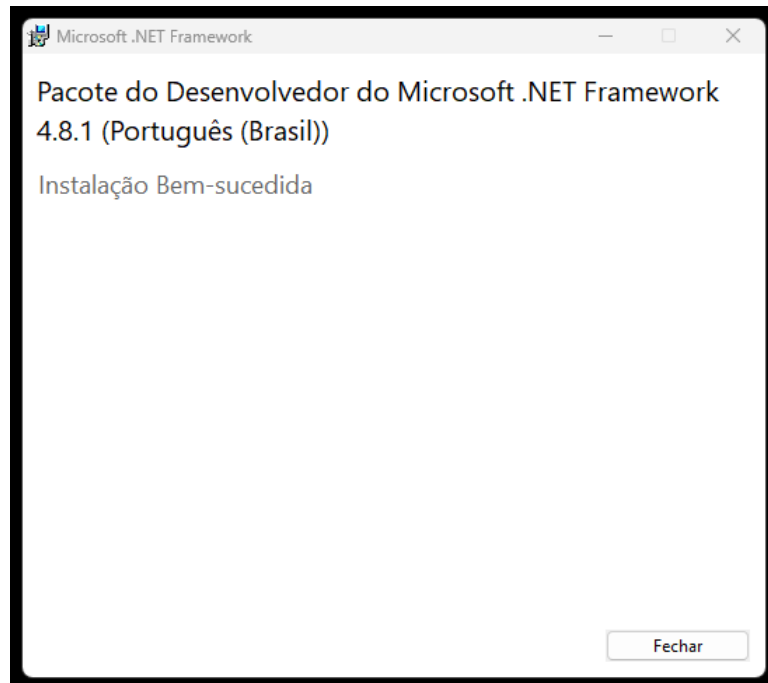 Microsoft .NET Framework
Pacote do Desenvolvedor do Microsoft .NET Framework
4.8.1 (Português (Brasil))
Instalação Bem-sucedida
Fechar